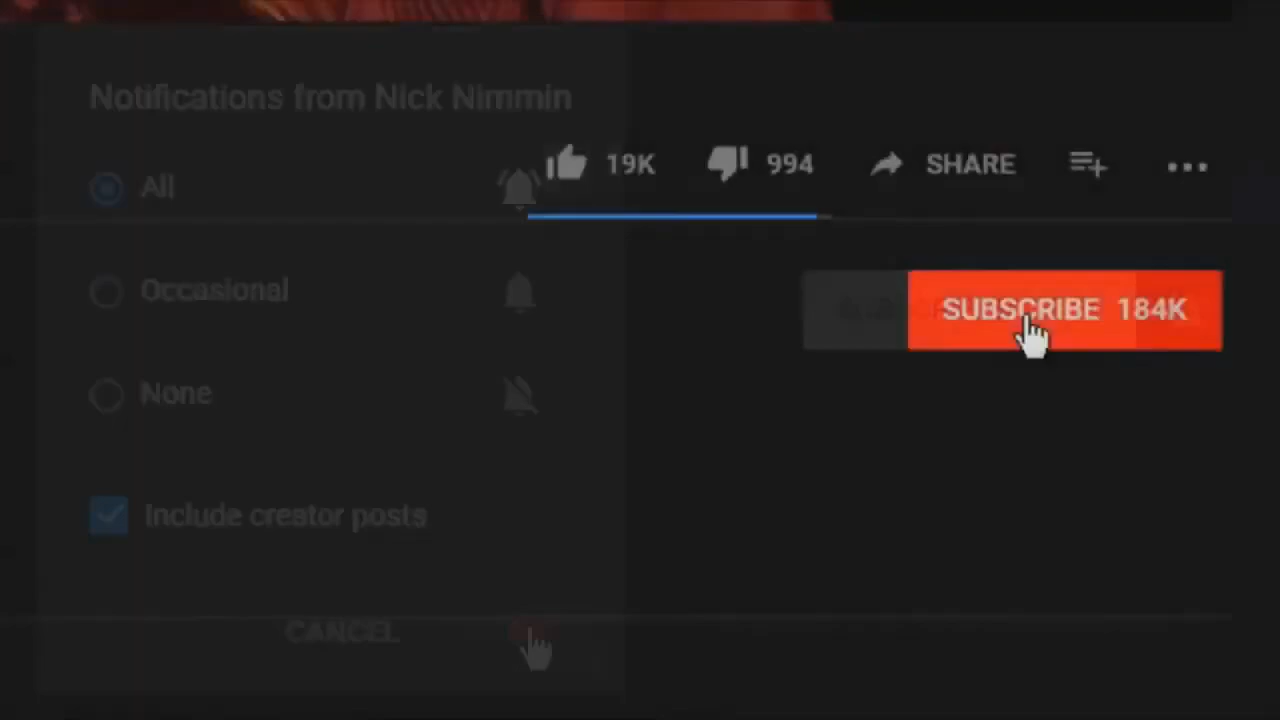 Notifications from Nick Nimmin
All
19K 994 SHARE
Occasional
SUBSCRIBE 184K
None
Include creator posts
CANCEL